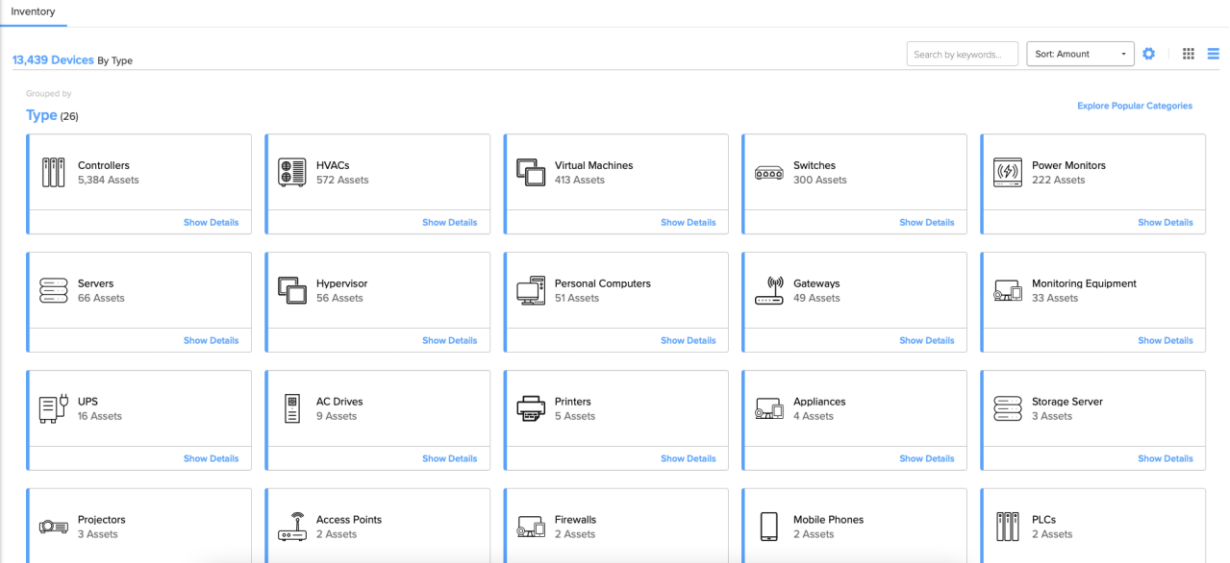 Inventory
13,439 Devices By Type
Search by keywords...
Sort: Amount
Grouped by
Type (26)
Explore Popular Categories
Controllers
5,384 Assets
Show Details
HVACs
572 Assets
Show Details
Virtual Machines
413 Assets
Show Details
Switches
300 Assets
Show Details
Power Monitors
222 Assets
Show Details
Servers
66 Assets
Show Details
Hypervisor
56 Assets
Show Details
Personal Computers
51 Assets
Show Details
Gateways
49 Assets
Show Details
Monitoring Equipment
33 Assets
Show Details
UPS
16 Assets
Show Details
AC Drives
9 Assets
Show Details
Printers
5 Assets
Show Details
Appliances
4 Assets
Show Details
Storage Server
3 Assets
Show Details
Projectors
3 Assets
Access Points
2 Assets
Firewalls
2 Assets
Mobile Phones
2 Assets
PLCs
2 Assets